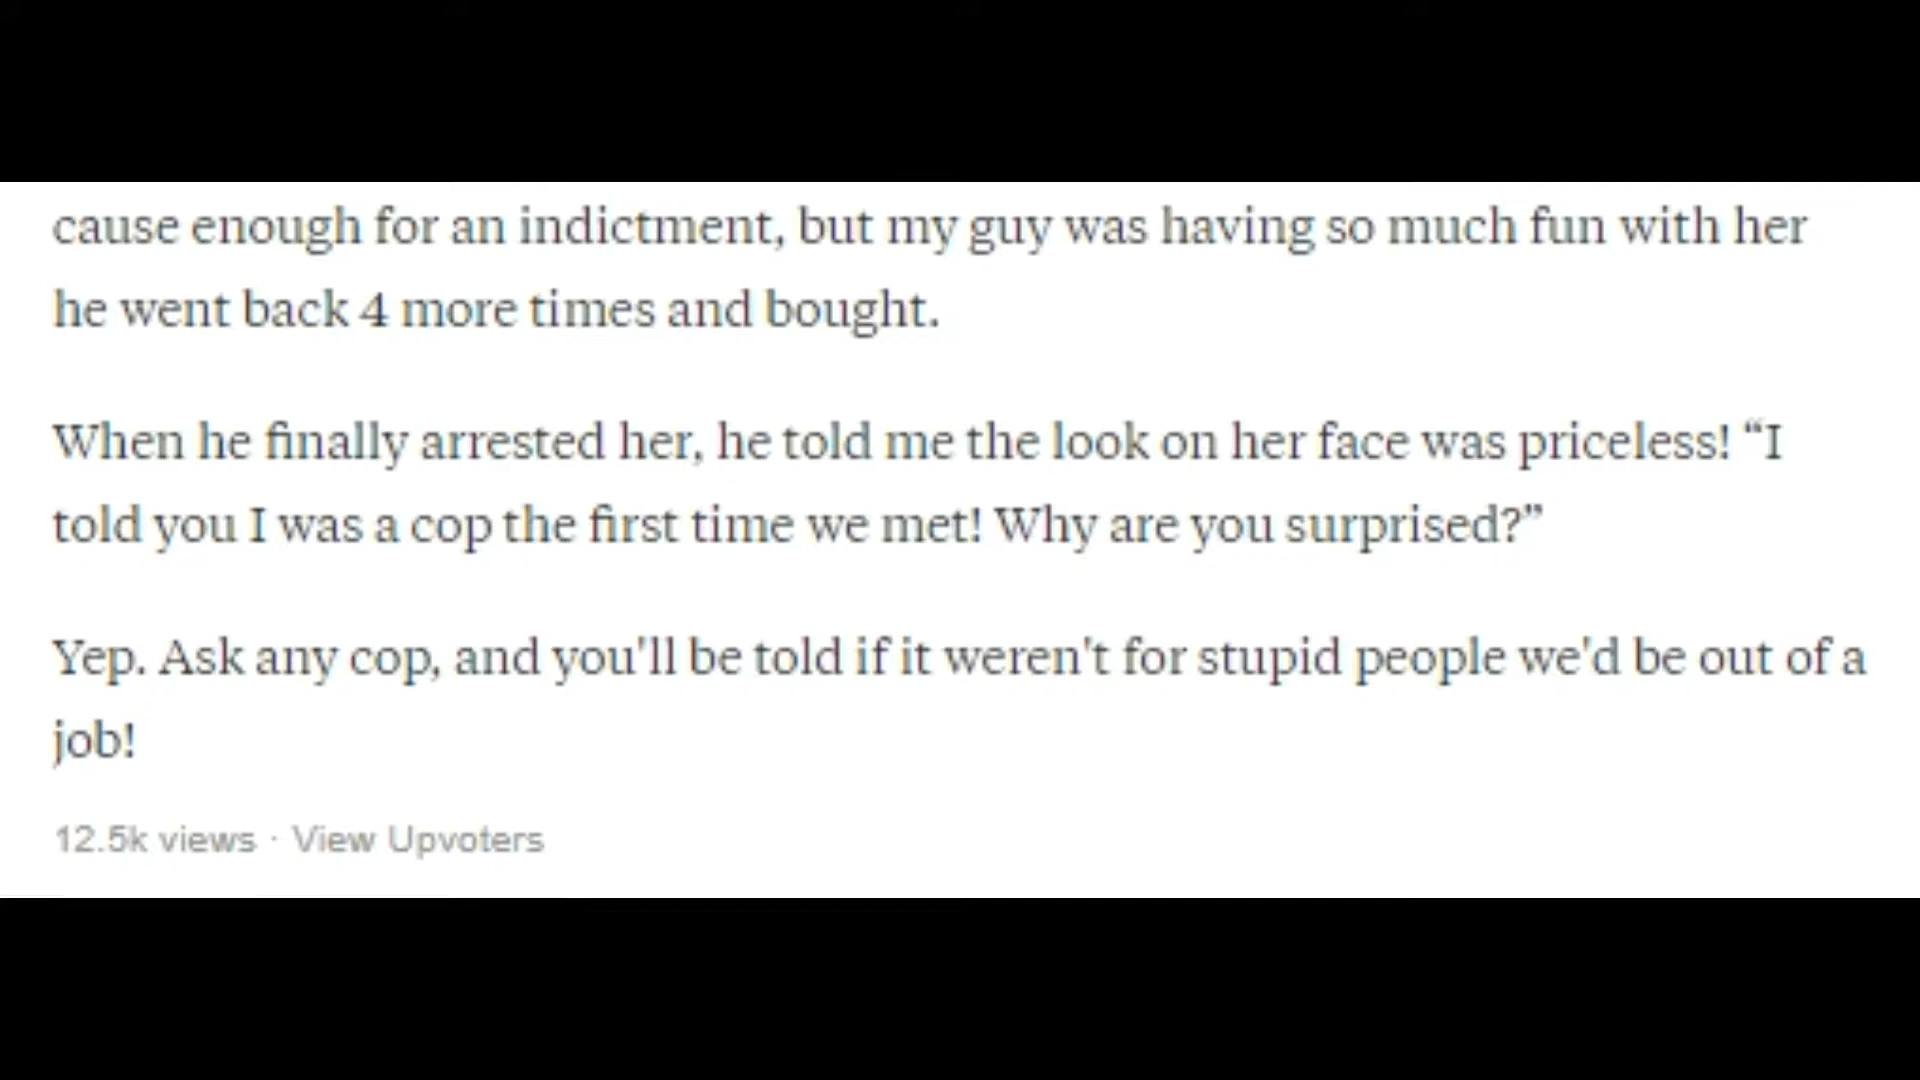 cause enough for an indictment, but my guy was having so much fun with her
he went back 4 more times and bought.
When he finally arrested her, he told me the look on her face was priceless! “I
told you I was a cop the first time we met! Why are you surprised?”
Yep. Ask any cop, and you'll be told if it weren't for stupid people we'd be out of a
job!
12.5k views · View Upvoters